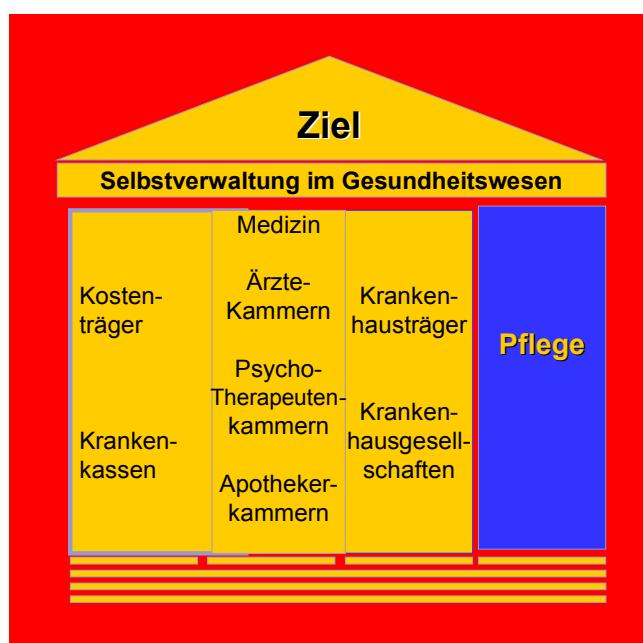 Ziel
Selbstverwaltung im Gesundheitswesen
Kosten-
träger
Kranken-
kassen
Medizin
Ärzte-
Kammern
Psycho-
Therapeuten-
kammern
Apotheker-
kammern
Kranken-
hausträger
Kranken-
hausgesell-
schaften
Pflege